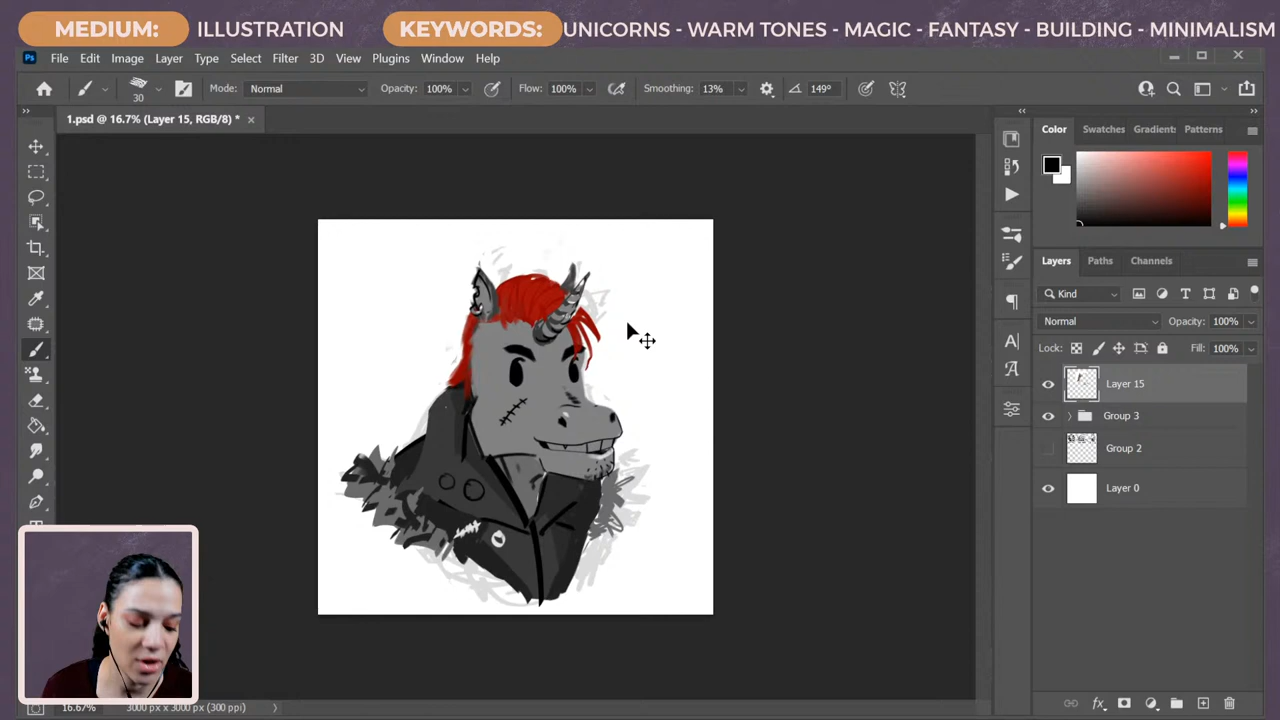 MEDIUM: ILLUSTRATION KEYWORDS: UNICORNS - WARM TONES - MAGIC - FANTASY - BUILDING - MINIMALISM
Ps File Edit Image Layer Type Select Filter 3D View Plugins Window Help
30 Mode: Normal Opacity: 100% Flow: 100% Smoothing: 13% 149°
1.psd @ 16.7% (Layer 15, RGB/8) *
Color Swatches Gradient: Patterns
Layers Paths Channels
Kind
Normal Opacity: 100%
Lock: Fill: 100%
Layer 15
Group 3
Group 2
Layer 0
16.67% 3000 px x 3000 px (300 ppi)